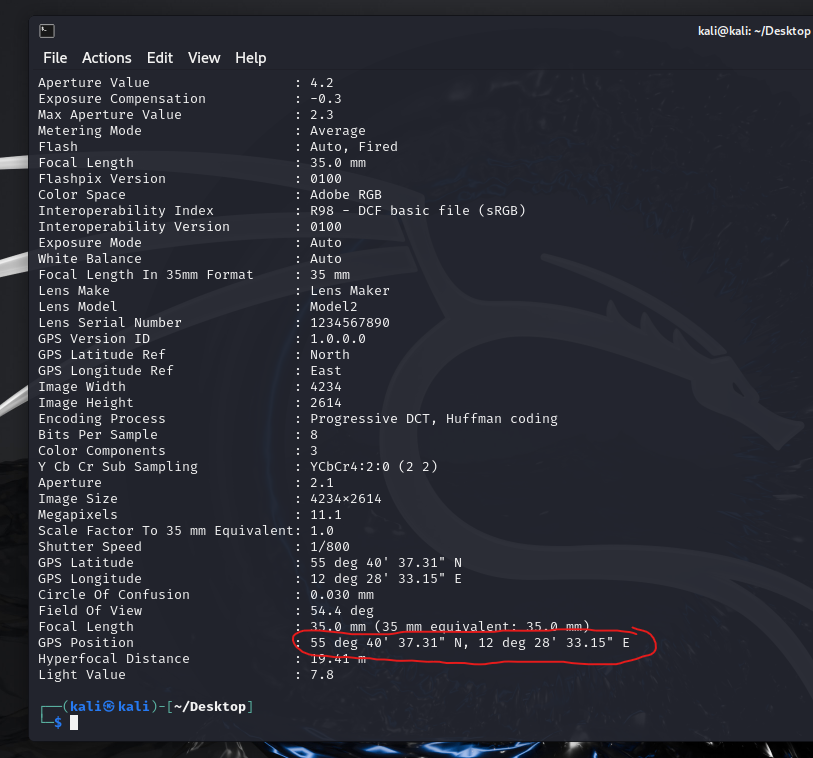 kali@kali: ~/Desktop
File Actions Edit View Help
Aperture Value : 4.2
Exposure Compensation : -0.3
Max Aperture Value : 2.3
Metering Mode : Average
Flash : Auto, Fired
Focal Length : 35.0 mm
Flashpix Version : 0100
Color Space : Adobe RGB
Interoperability Index : R98 - DCF basic file (sRGB)
Interoperability Version : 0100
Exposure Mode : Auto
White Balance : Auto
Focal Length In 35mm Format : 35 mm
Lens Make : Lens Maker
Lens Model : Model2
Lens Serial Number : 1234567890
GPS Version ID : 1.0.0.0
GPS Latitude Ref : North
GPS Longitude Ref : East
Image Width : 4234
Image Height : 2614
Encoding Process : Progressive DCT, Huffman coding
Bits Per Sample : 8
Color Components : 3
Y Cb Cr Sub Sampling : YCbCr4:2:0 (2 2)
Aperture : 2.1
Image Size : 4234×2614
Megapixels : 11.1
Scale Factor To 35 mm Equivalent: 1.0
Shutter Speed : 1/800
GPS Latitude : 55 deg 40' 37.31" N
GPS Longitude : 12 deg 28' 33.15" E
Circle Of Confusion : 0.030 mm
Field Of View : 54.4 deg
Focal Length : 35.0 mm (35 mm equivalent: 35.0 mm)
GPS Position : 55 deg 40' 37.31" N, 12 deg 28' 33.15" E
Hyperfocal Distance : 19.41 m
Light Value : 7.8
┌──(kali㉿kali)-[~/Desktop]
└─$